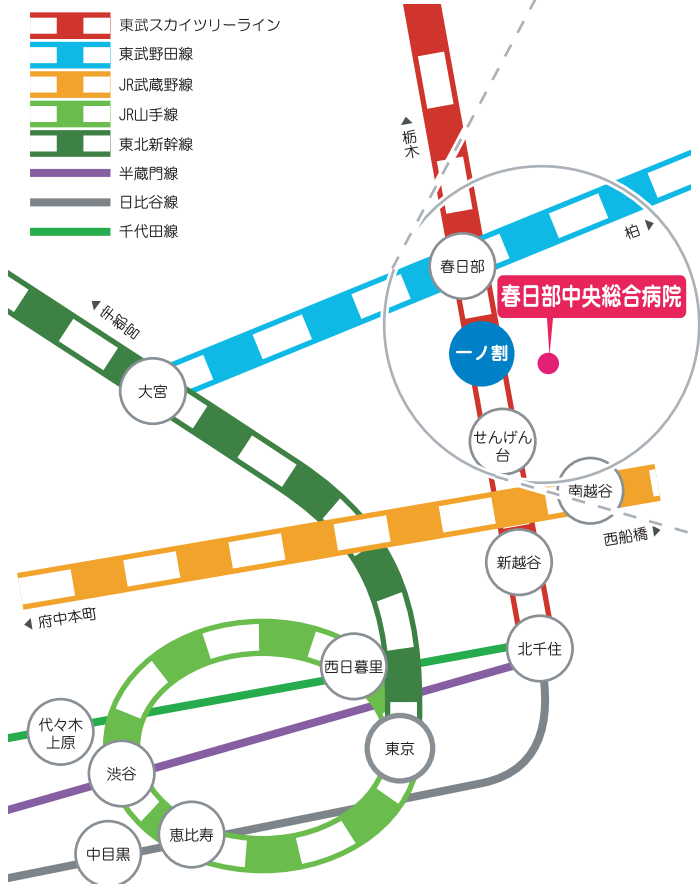 東武スカイツリーライン
東武野田線
JR武蔵野線
JR山手線
東北新幹線
半蔵門線
日比谷線
千代田線
栃木
柏
春日部
春日部中央総合病院
宇都宮
大宮
一ノ割
せんげん
台
南越谷
西船橋
新越谷
府中本町
北千住
西日暮里
代々木
上原
東京
渋谷
恵比寿
中目黒